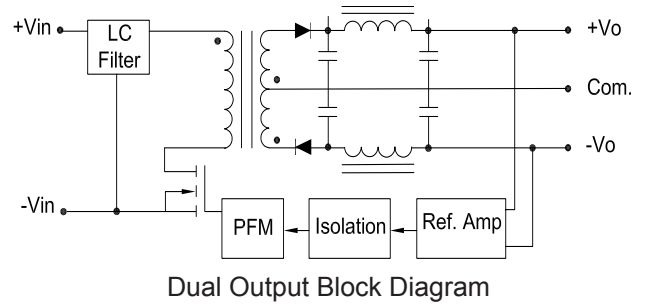 +Vin
LC
Filter
+Vo
Com.
-Vo
-Vin
PFM
Isolation
Ref. Amp
Dual Output Block Diagram